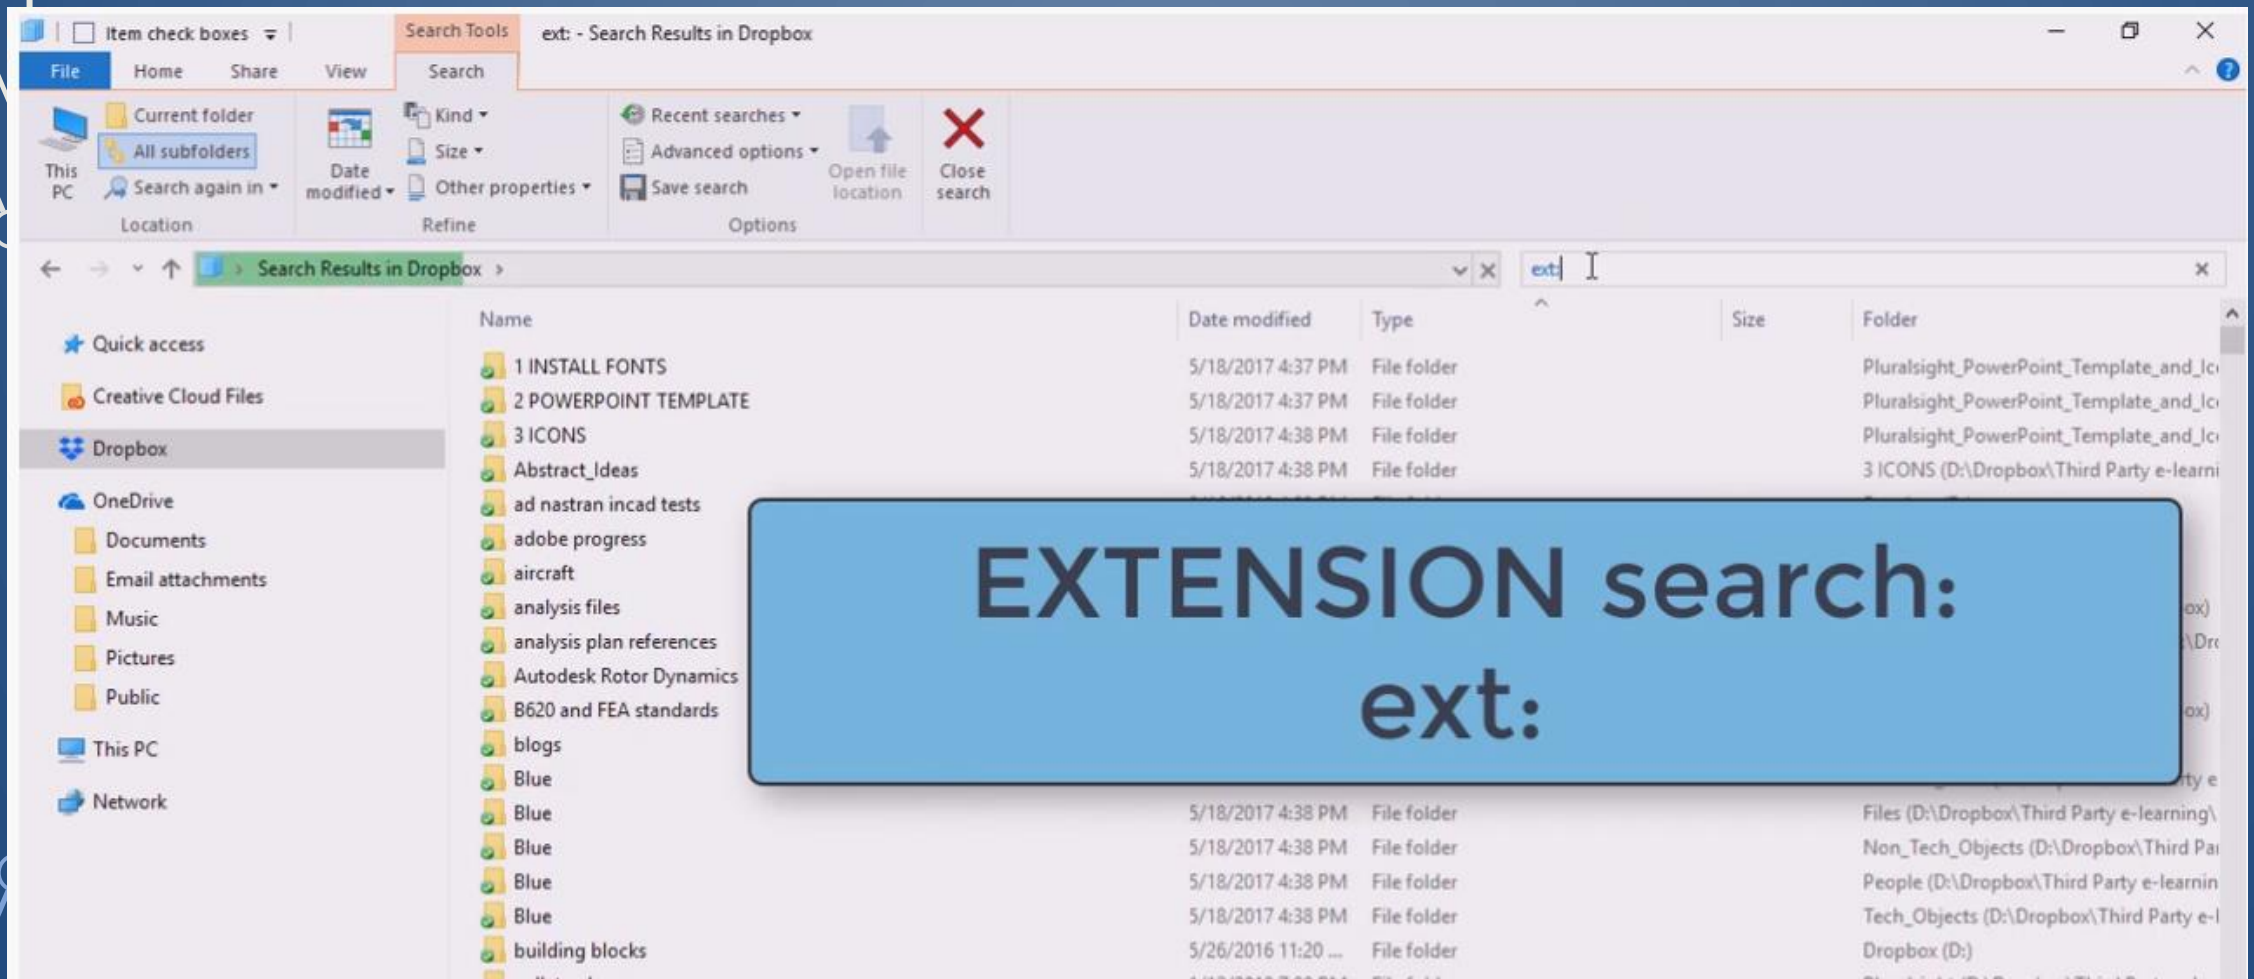 Item check boxes
Search Tools
ext: - Search Results in Dropbox
File
Home
Share
View
Search
This PC
Current folder
All subfolders
Search again in
Location
Date modified
Kind
Size
Other properties
Refine
Recent searches
Advanced options
Save search
Open file location
Options
Close search
Search Results in Dropbox
ext:
Quick access
Creative Cloud Files
Dropbox
OneDrive
Documents
Email attachments
Music
Pictures
Public
This PC
Network
Name Date modified Type Size Folder
1 INSTALL FONTS 5/18/2017 4:37 PM File folder Pluralsight_PowerPoint_Template_and_Ic
2 POWERPOINT TEMPLATE 5/18/2017 4:37 PM File folder Pluralsight_PowerPoint_Template_and_Ic
3 ICONS 5/18/2017 4:38 PM File folder Pluralsight_PowerPoint_Template_and_Ic
Abstract_Ideas 5/18/2017 4:38 PM File folder 3 ICONS (D:\Dropbox\Third Party e-learni
ad nastran incad tests
adobe progress
aircraft
analysis files ox)
analysis plan references \Dr
Autodesk Rotor Dynamics
B620 and FEA standards ox)
blogs
Blue ty e
Blue 5/18/2017 4:38 PM File folder Files (D:\Dropbox\Third Party e-learning\
Blue 5/18/2017 4:38 PM File folder Non_Tech_Objects (D:\Dropbox\Third Pa
Blue 5/18/2017 4:38 PM File folder People (D:\Dropbox\Third Party e-learnin
Blue 5/18/2017 4:38 PM File folder Tech_Objects (D:\Dropbox\Third Party e-l
building blocks 5/26/2016 11:20 ... File folder Dropbox (D:)
EXTENSION search:
ext: